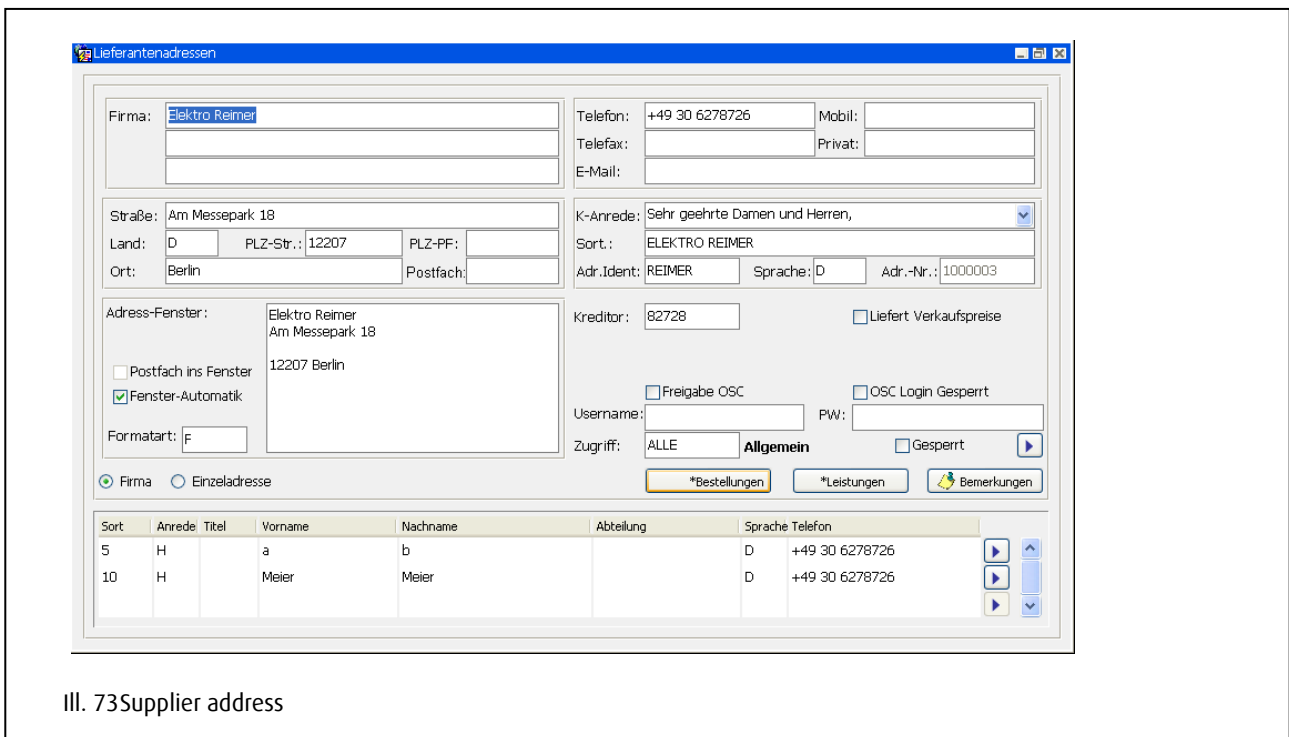 Lieferantenadressen
Firma: Elektro Reimer
Telefon: +49 30 6278726 Mobil:
Telefax: Privat:
E-Mail:
Straße: Am Messepark 18
Land: D PLZ-Str.: 12207 PLZ-PF:
Ort: Berlin Postfach:
K-Anrede: Sehr geehrte Damen und Herren,
Sort.: ELEKTRO REIMER
Adr.Ident: REIMER Sprache: D Adr.-Nr.: 1000003
Adress-Fenster:
Elektro Reimer
Am Messepark 18
12207 Berlin
Postfach ins Fenster
Fenster-Automatik
Formatart: F
Kreditor: 82728 Liefert Verkaufspreise
Freigabe OSC OSC Login Gesperrt
Username: PW:
Zugriff: ALLE Allgemein Gesperrt
Firma Einzeladresse
*Bestellungen *Leistungen Bemerkungen
Sort Anrede Titel Vorname Nachname Abteilung Sprache Telefon
5 H a b D +49 30 6278726
10 H Meier Meier D +49 30 6278726
Ill. 73Supplier address